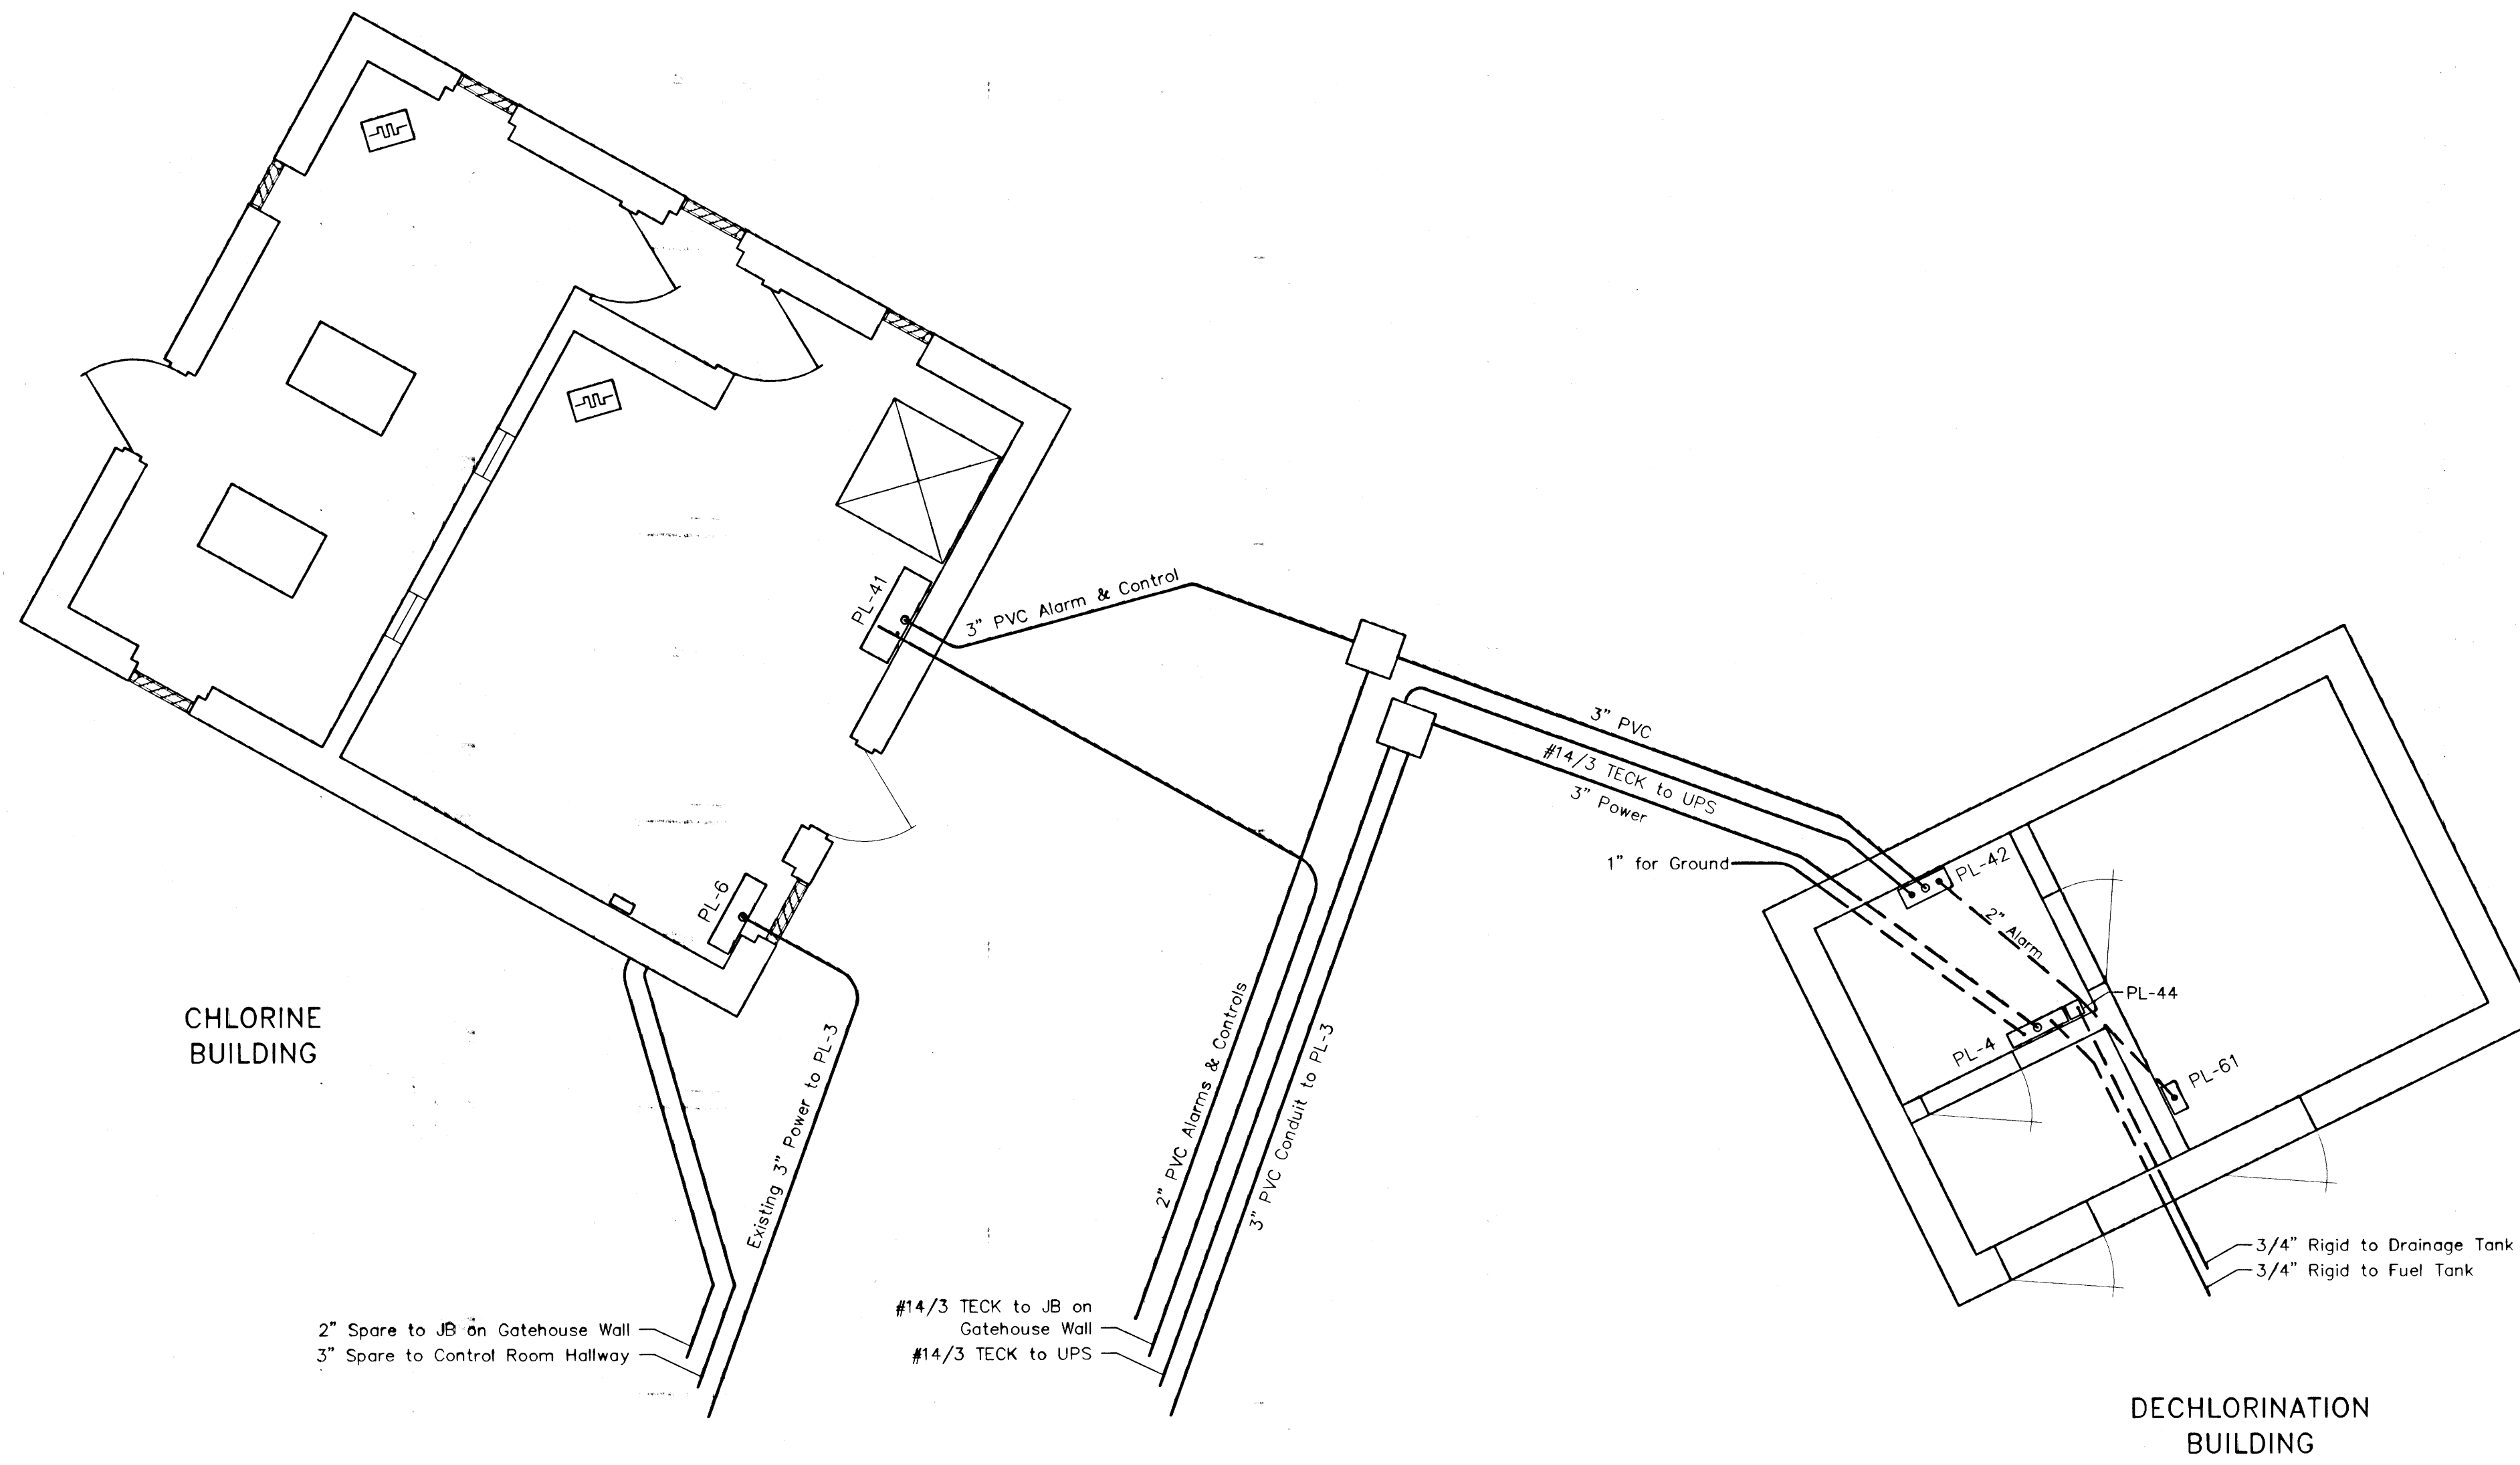 PL-41
3" PVC Alarm & Control
3" PVC
#14/3 TECK to UPS
3" Power
1" for Ground
PL-42
2" Alarm
PL-44
PL-4
PL-61
PL-6
CHLORINE
BUILDING
Existing 3" Power to PL-3
2" PVC Alarms & Controls
3" PVC Conduit to PL-3
3/4" Rigid to Drainage Tank
3/4" Rigid to Fuel Tank
#14/3 TECK to JB on
Gatehouse Wall
#14/3 TECK to UPS
2" Spare to JB on Gatehouse Wall
3" Spare to Control Room Hallway
DECHLORINATION
BUILDING